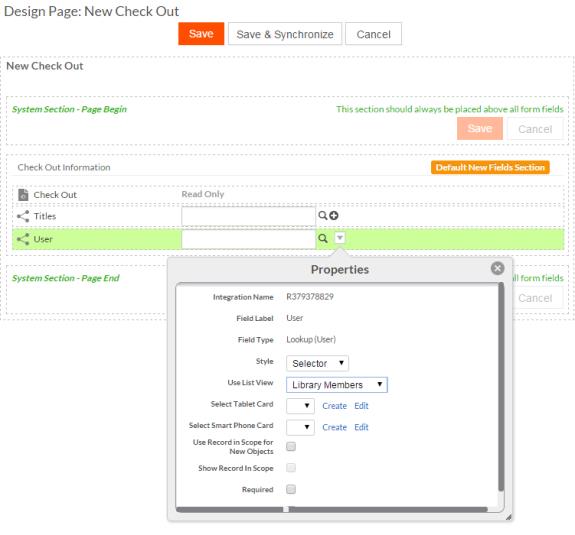 Design Page: New Check Out
Save Save & Synchronize Cancel
New Check Out
System Section - Page Begin This section should always be placed above all form fields
Save Cancel
Check Out Information Default New Fields Section
Check Out Read Only
Titles
User
System Section - Page End ll form fields
Cancel
Properties
Integration Name R379378829
Field Label User
Field Type Lookup (User)
Style Selector
Use List View Library Members
Select Tablet Card Create Edit
Select Smart Phone Card Create Edit
Use Record in Scope for
New Objects
Show Record In Scope
Required